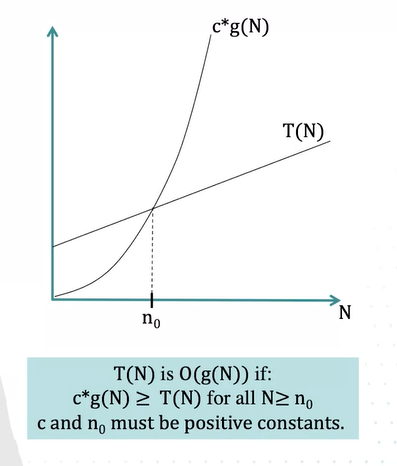 c*g(N)
T(N)
N
n₀
T(N) is O(g(N)) if:
c*g(N) ≥ T(N) for all N≥ n₀
c and n₀ must be positive constants.